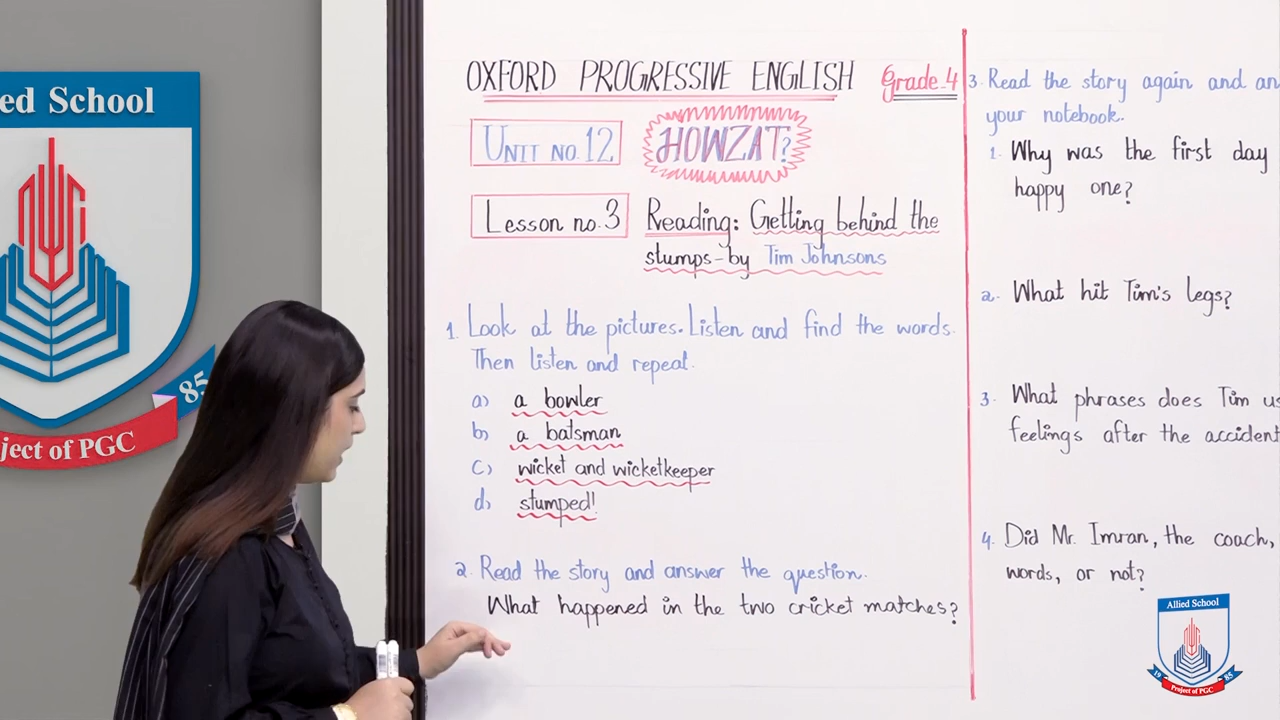 ed School
85
ject of PGC
OXFORD PROGRESSIVE ENGLISH Grade-4
UNIT NO. 12
HOWZAT?
Lesson no. 3
Reading: Getting behind the
stumps - by Tim Johnsons
1. Look at the pictures. Listen and find the words.
Then listen and repeat.
a) a bowler
b) a batsman
c) wicket and wicketkeeper
d) stumped!
2. Read the story and answer the question.
What happened in the two cricket matches?
3. Read the story again and an
your notebook.
1. Why was the first day
happy one?
2. What hit Tim's legs?
3. What phrases does Tim us
feelings after the accident
4. Did Mr. Imran, the coach,
words, or not?
Allied School
19 85
Project of PGC